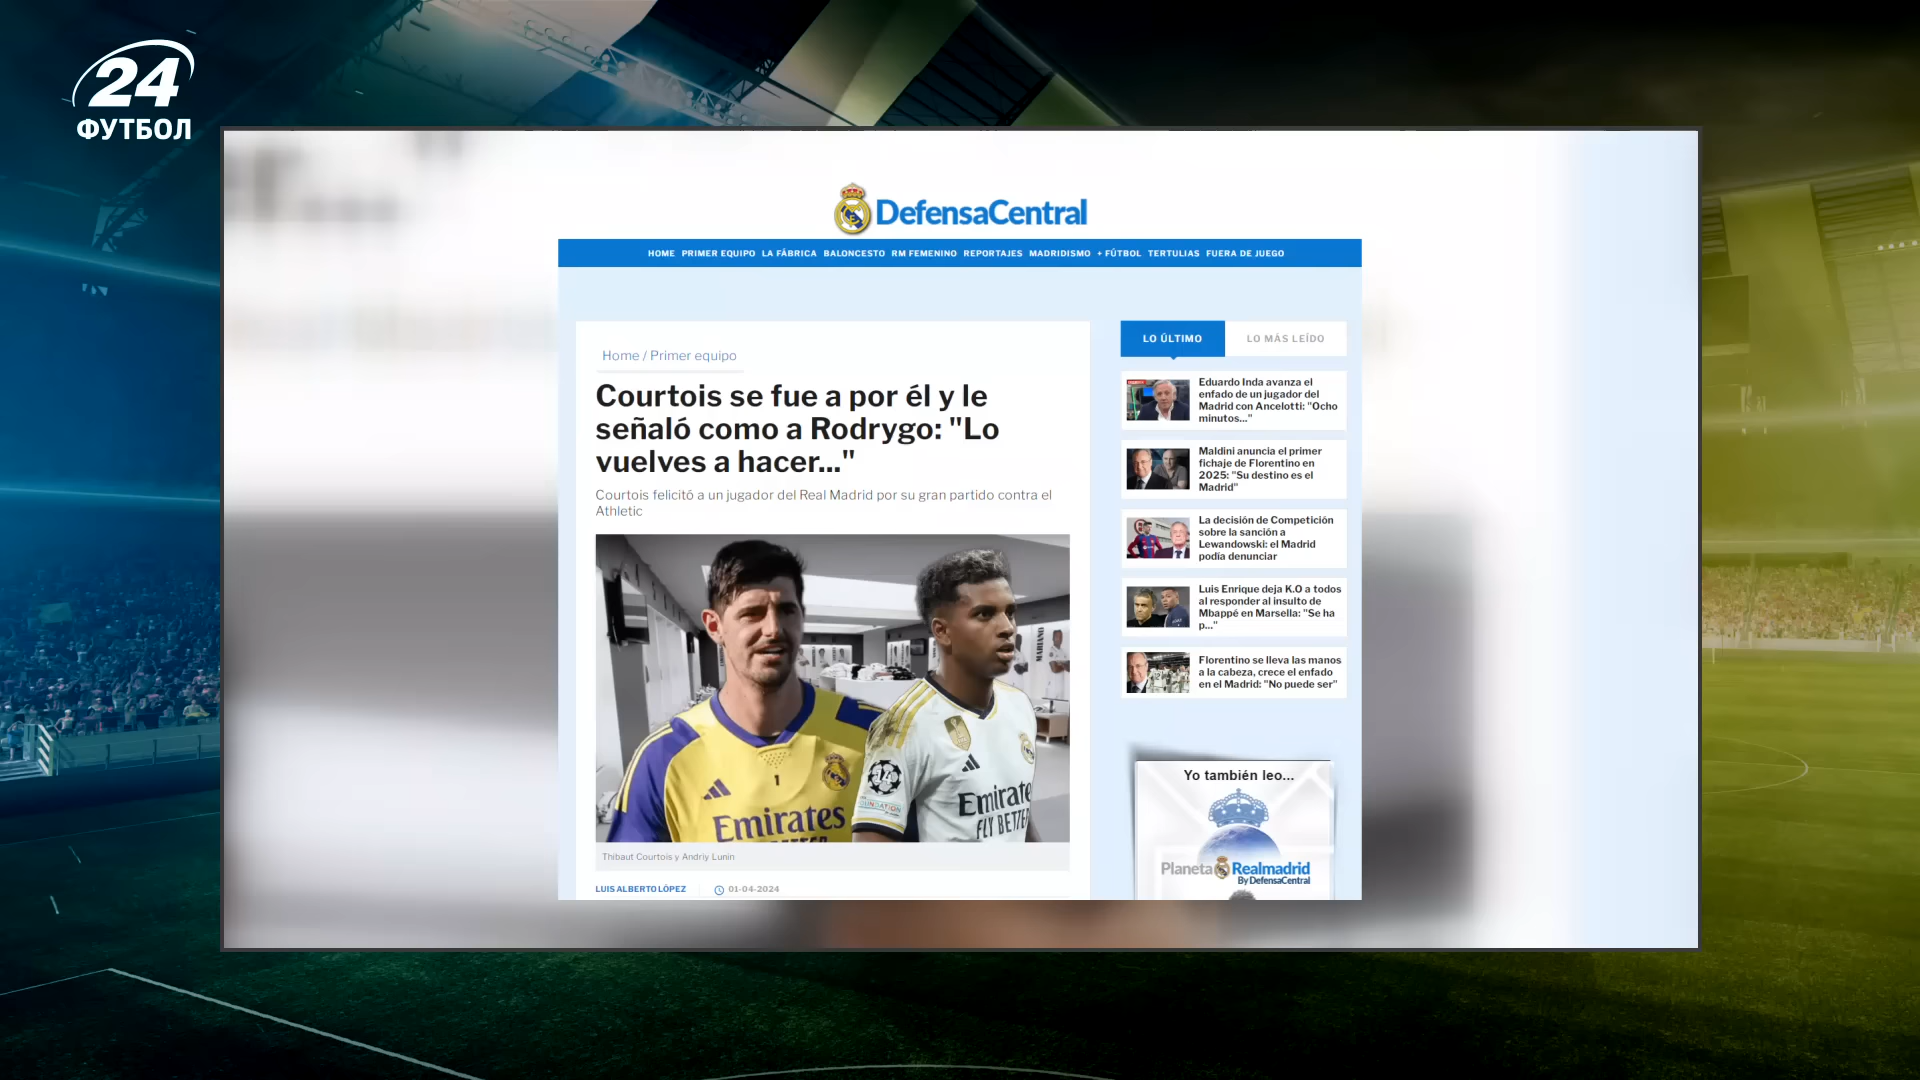 24
ФУТБОЛ
DefensaCentral
HOME PRIMER EQUIPO LA FÁBRICA BALONCESTO RM FEMENINO REPORTAJES MADRIDISMO + FÚTBOL TERTULIAS FUERA DE JUEGO
Home / Primer equipo
Courtois se fue a por él y le
señaló como a Rodrygo: "Lo
vuelves a hacer..."
Courtois felicitó a un jugador del Real Madrid por su gran partido contra el
Athletic
MARIANO
1
Emirates
14
FOUNDATION
Emirate
FLY BETTE
Thibaut Courtois y Andriy Lunin
LUIS ALBERTO LÓPEZ 01-04-2024
LO ÚLTIMO LO MÁS LEÍDO
Eduardo Inda avanza el
enfado de un jugador del
Madrid con Ancelotti: "Ocho
minutos..."
Maldini anuncia el primer
fichaje de Florentino en
2025: "Su destino es el
Madrid"
La decisión de Competición
sobre la sanción a
Lewandowski: el Madrid
podía denunciar
Luis Enrique deja K.O a todos
al responder al insulto de
Mbappé en Marsella: "Se ha
p..."
Florentino se lleva las manos
a la cabeza, crece el enfado
en el Madrid: "No puede ser"
Yo también leo...
Planeta Realmadrid
By DefensaCentral